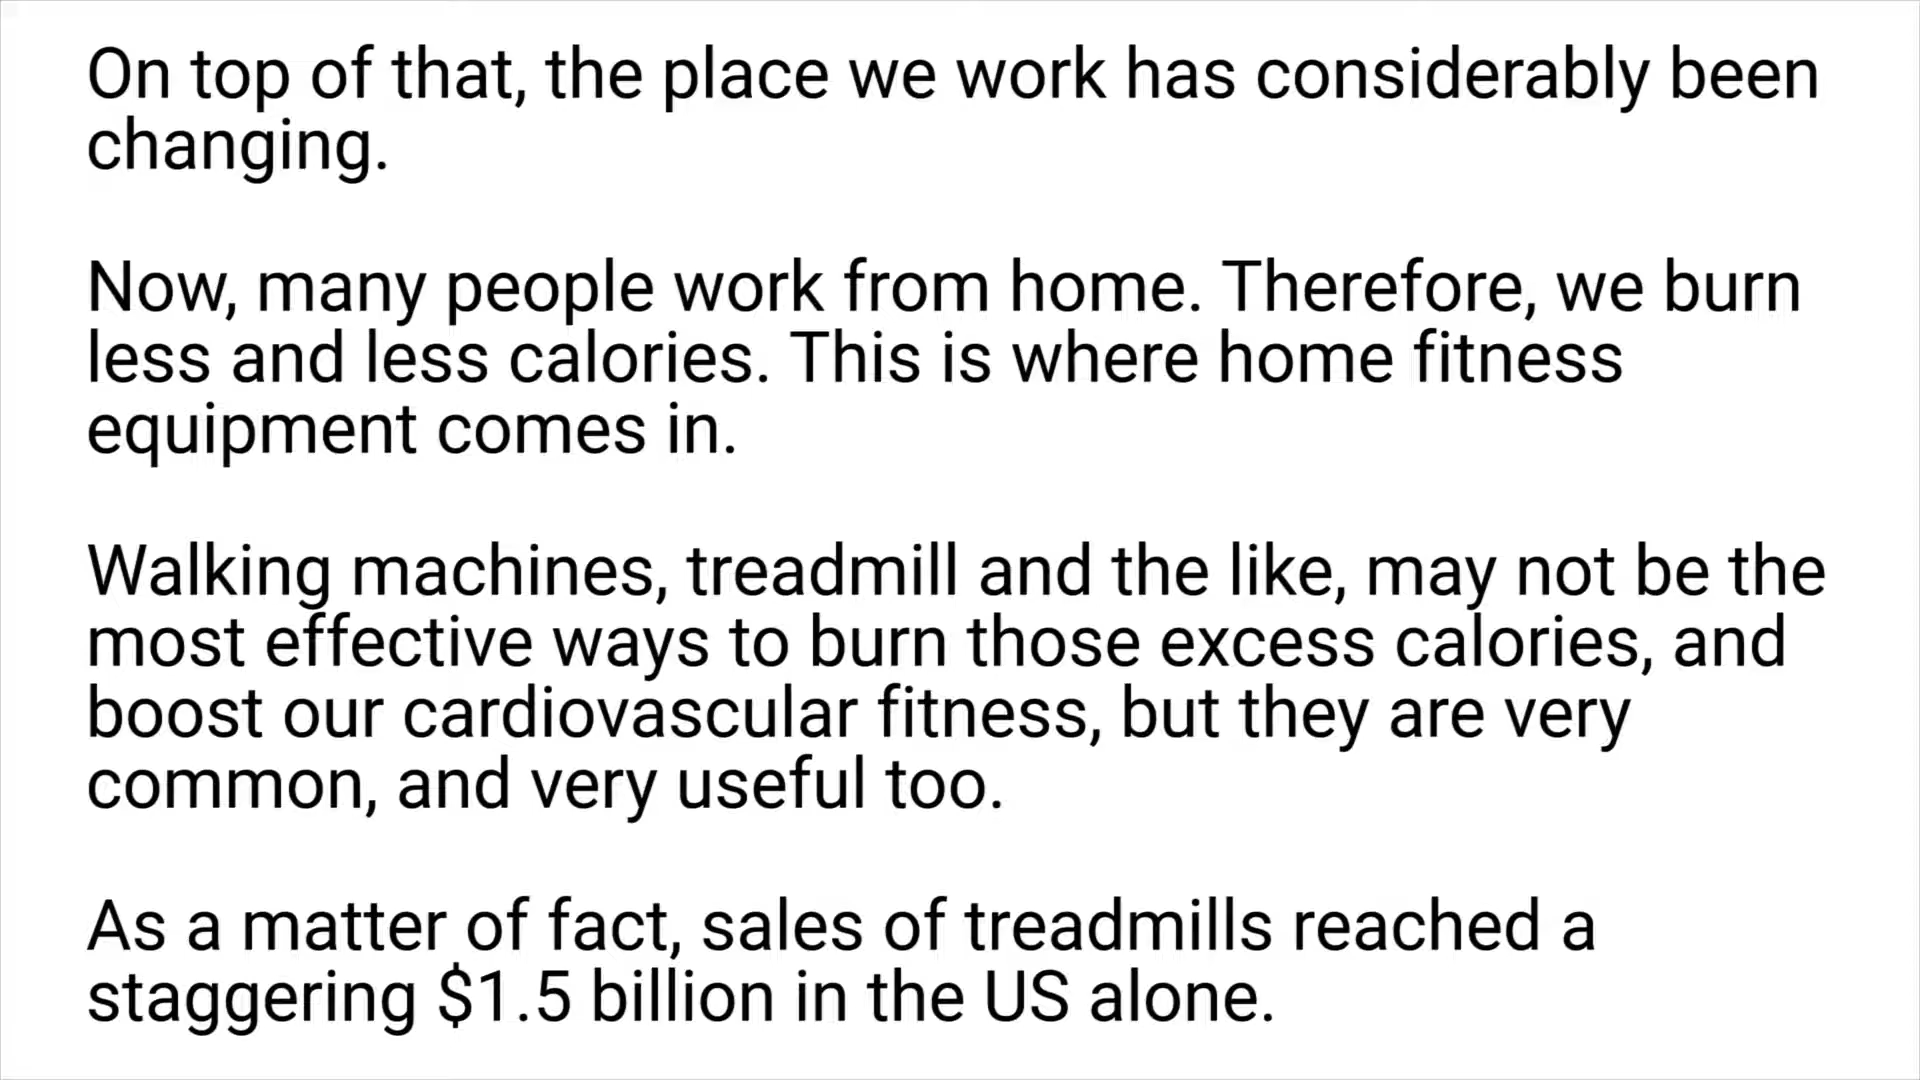 On top of that, the place we work has considerably been
changing.
Now, many people work from home. Therefore, we burn
less and less calories. This is where home fitness
equipment comes in.
Walking machines, treadmill and the like, may not be the
most effective ways to burn those excess calories, and
boost our cardiovascular fitness, but they are very
common, and very useful too.
As a matter of fact, sales of treadmills reached a
staggering $1.5 billion in the US alone.